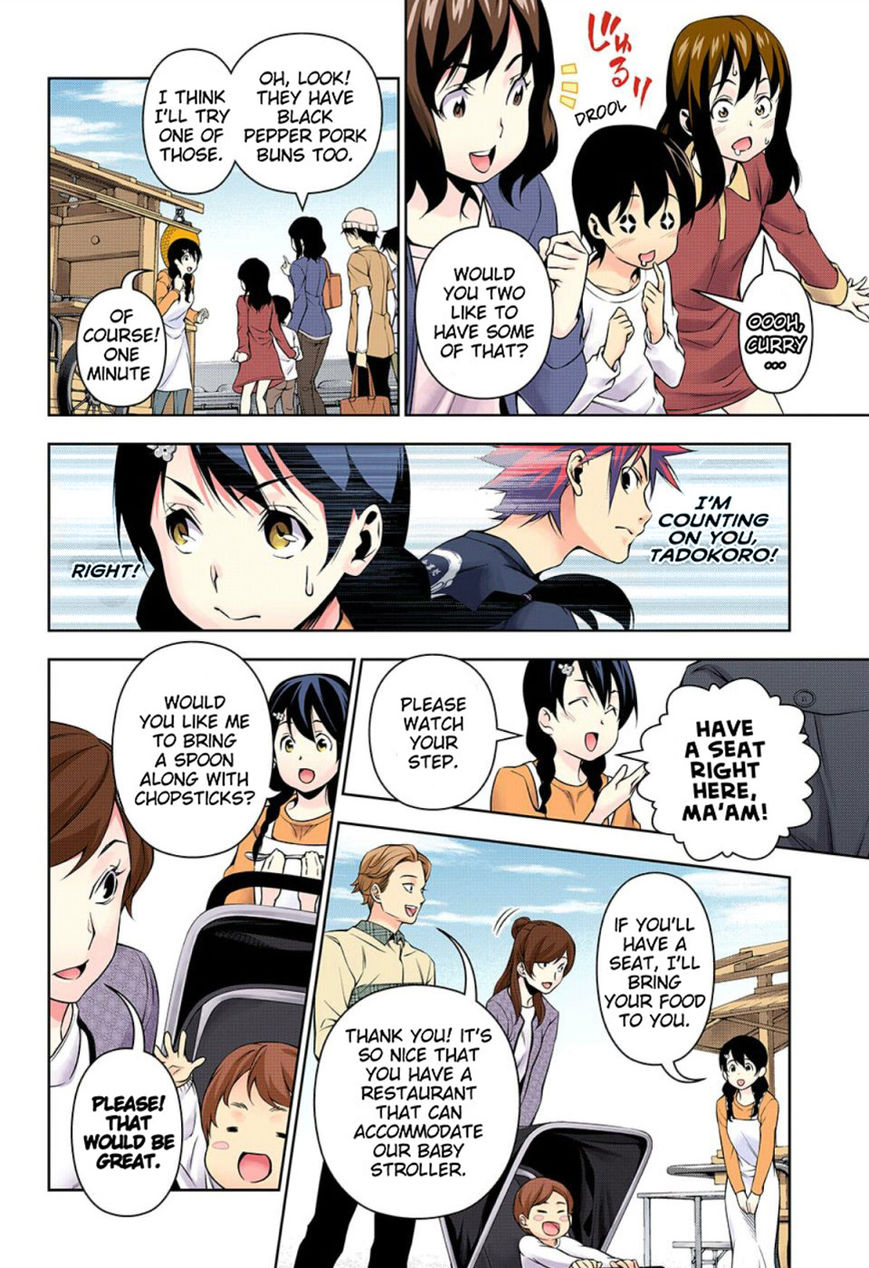 じゅるり
DROOL
WOULD
YOU TWO
LIKE TO
HAVE SOME
OF THAT?
OOOH,
CURRY
...
OH, LOOK!
THEY HAVE
BLACK
PEPPER PORK
BUNS TOO.
I THINK
I'LL TRY
ONE OF
THOSE.
OF
COURSE!
ONE
MINUTE
I'M
COUNTING
ON YOU,
TADOKORO!
RIGHT!
HAVE
A SEAT
RIGHT
HERE,
MA'AM!
PLEASE
WATCH
YOUR
STEP.
IF YOU'LL
HAVE A
SEAT, I'LL
BRING
YOUR FOOD
TO YOU.
THANK YOU! IT'S
SO NICE THAT
YOU HAVE A
RESTAURANT
THAT CAN
ACCOMMODATE
OUR BABY
STROLLER.
WOULD
YOU LIKE ME
TO BRING
A SPOON
ALONG WITH
CHOPSTICKS?
PLEASE!
THAT
WOULD BE
GREAT.